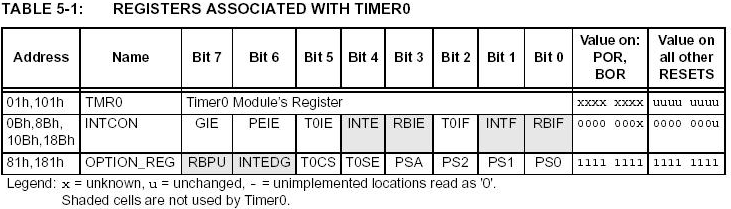 TABLE 5-1: REGISTERS ASSOCIATED WITH TIMER0
Address Name Bit 7 Bit 6 Bit 5 Bit 4 Bit 3 Bit 2 Bit 1 Bit 0 Value on: POR, BOR Value on all other RESETS
01h,101h TMR0 Timer0 Module's Register xxxx xxxx uuuu uuuu
0Bh,8Bh, 10Bh,18Bh INTCON GIE PEIE T0IE INTE RBIE T0IF INTF RBIF 0000 000x 0000 000u
81h,181h OPTION_REG RBPU INTEDG T0CS T0SE PSA PS2 PS1 PS0 1111 1111 1111 1111
Legend: x = unknown, u = unchanged, - = unimplemented locations read as '0'.
Shaded cells are not used by Timer0.